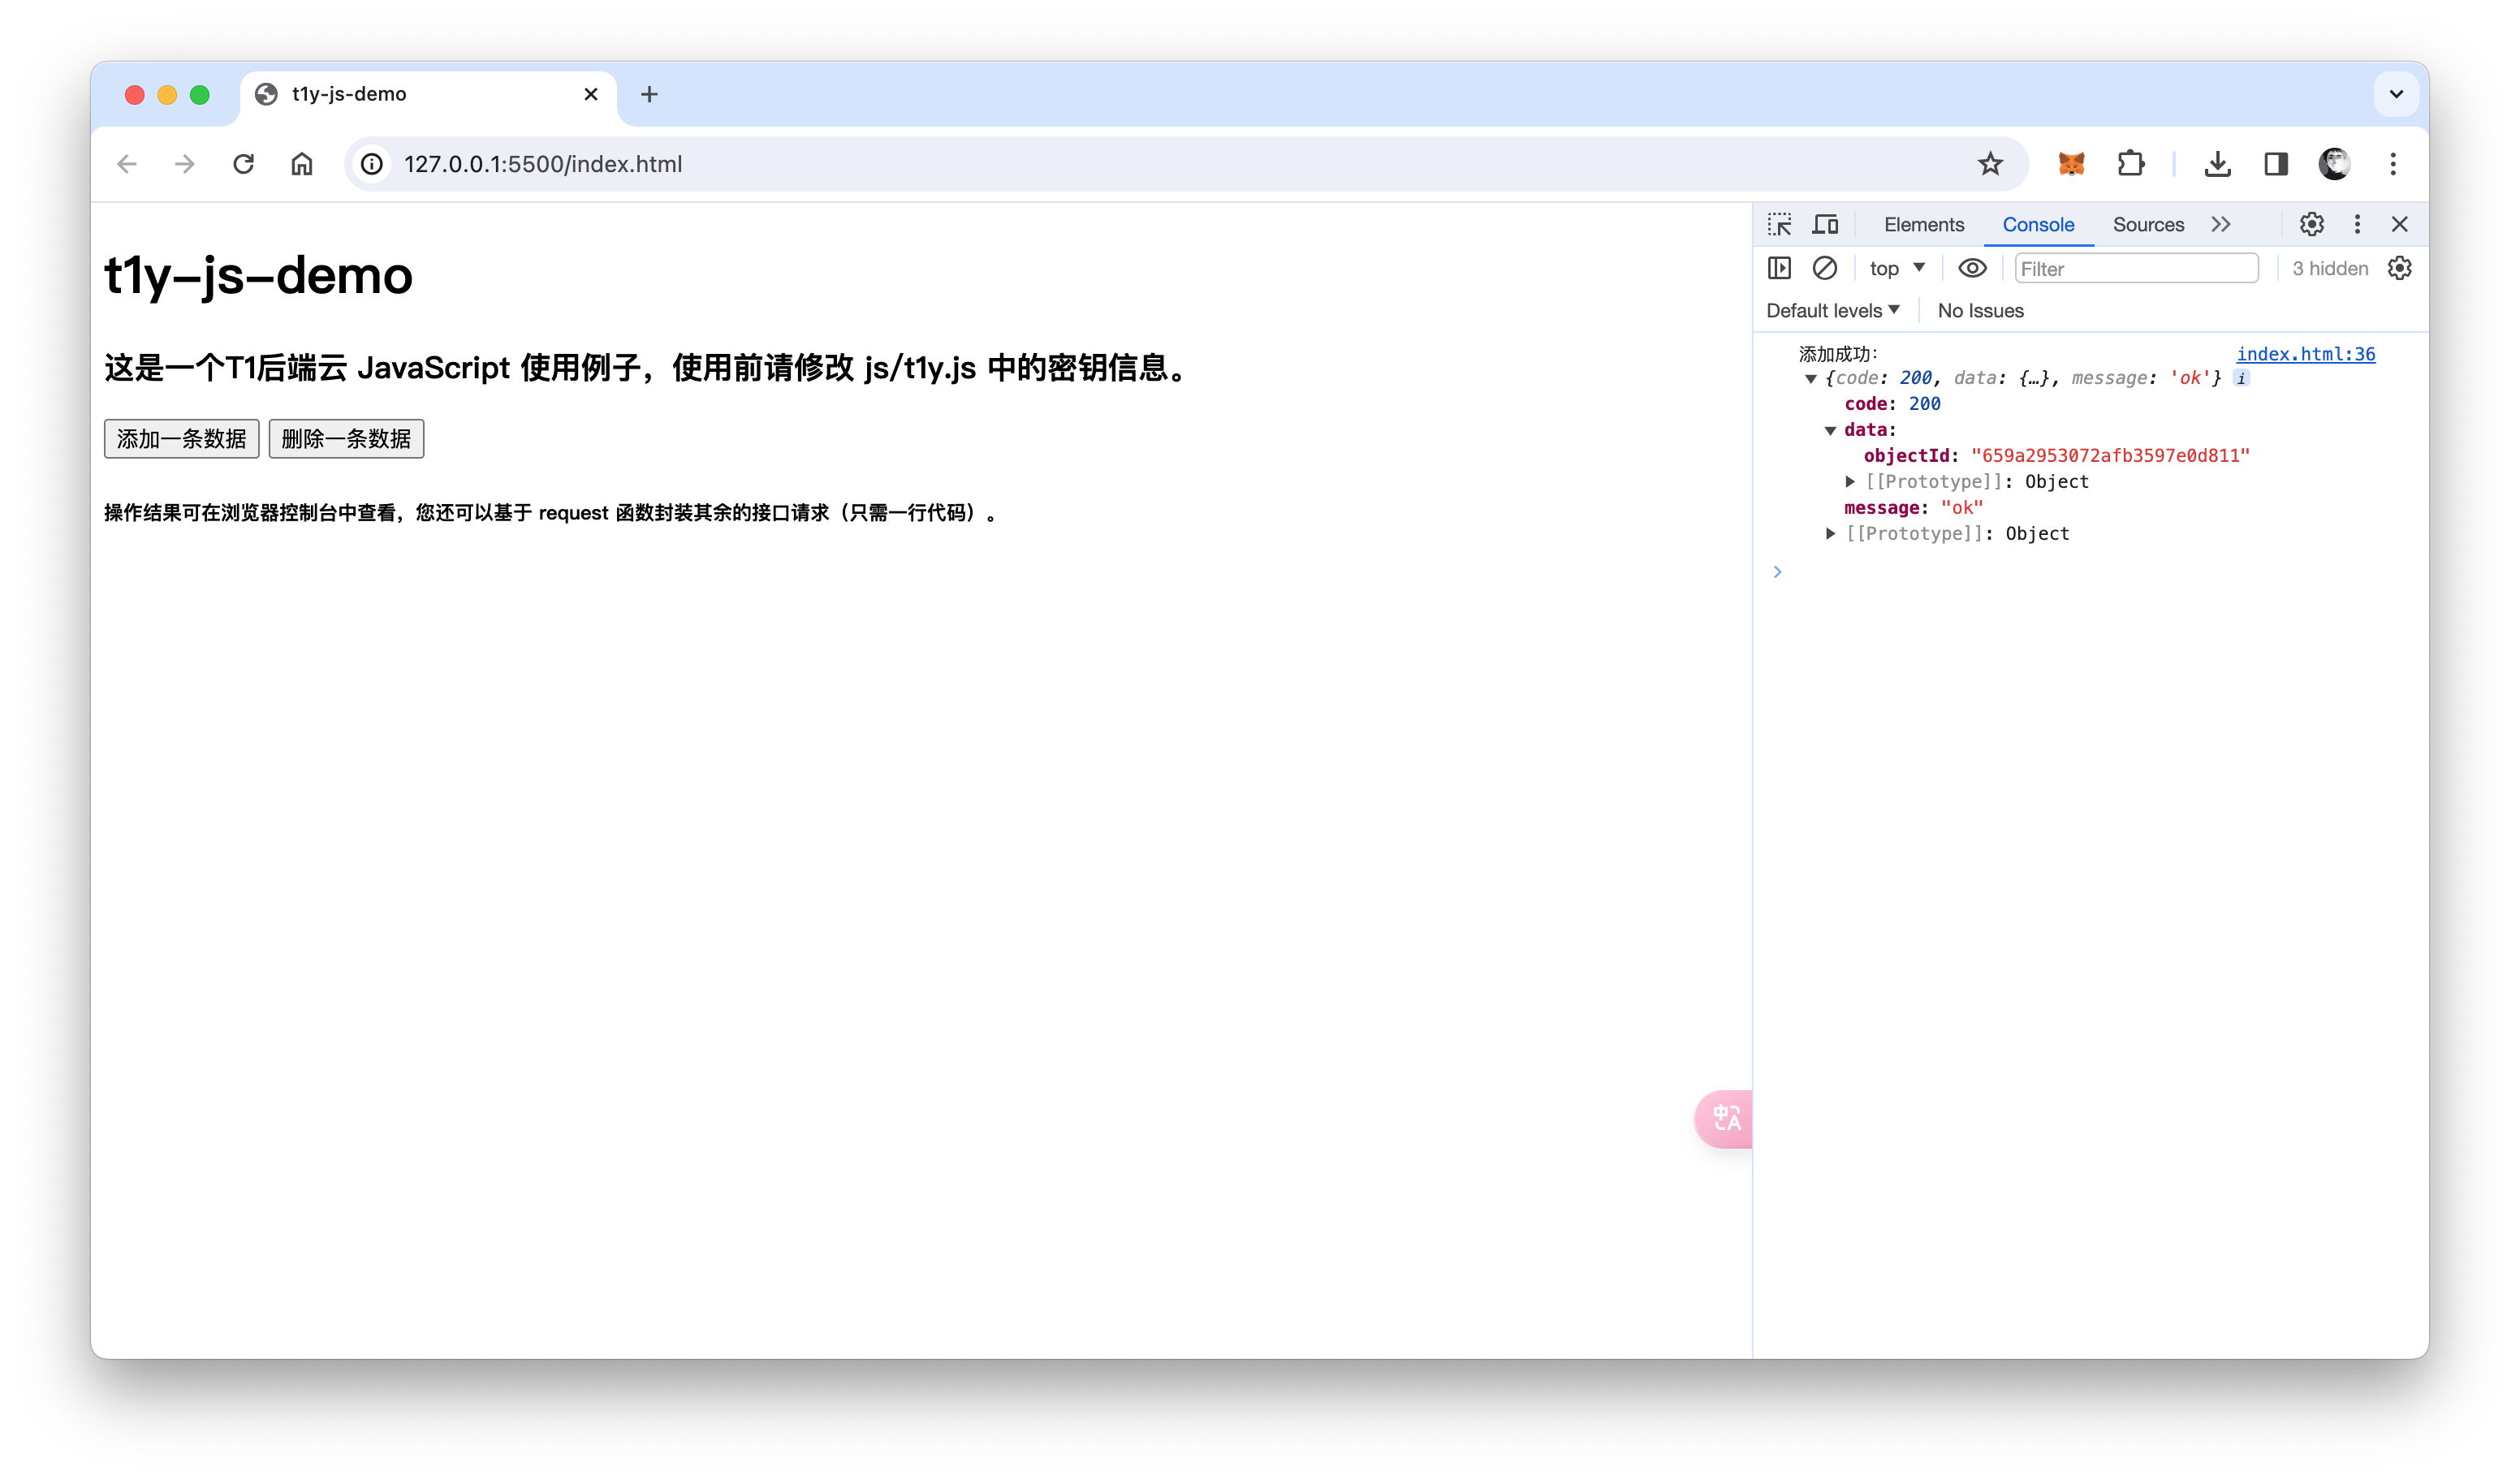 t1y-js-demo
127.0.0.1:5500/index.html
t1y-js-demo
这是一个T1后端云 JavaScript 使用例子，使用前请修改 js/t1y.js 中的密钥信息。
添加一条数据 删除一条数据
操作结果可在浏览器控制台中查看，您还可以基于 request 函数封装其余的接口请求（只需一行代码）。
中A
Elements Console Sources
top Filter 3 hidden
Default levels No Issues
添加成功: index.html:36
{code: 200, data: {…}, message: 'ok'} i
code: 200
data:
objectId: "659a2953072afb3597e0d811"
[[Prototype]]: Object
message: "ok"
[[Prototype]]: Object